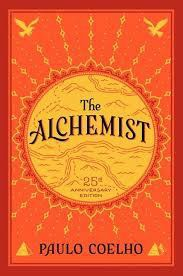 The
ALCHEMIST
25th
ANNIVERSARY
EDITION
PAULO COELHO